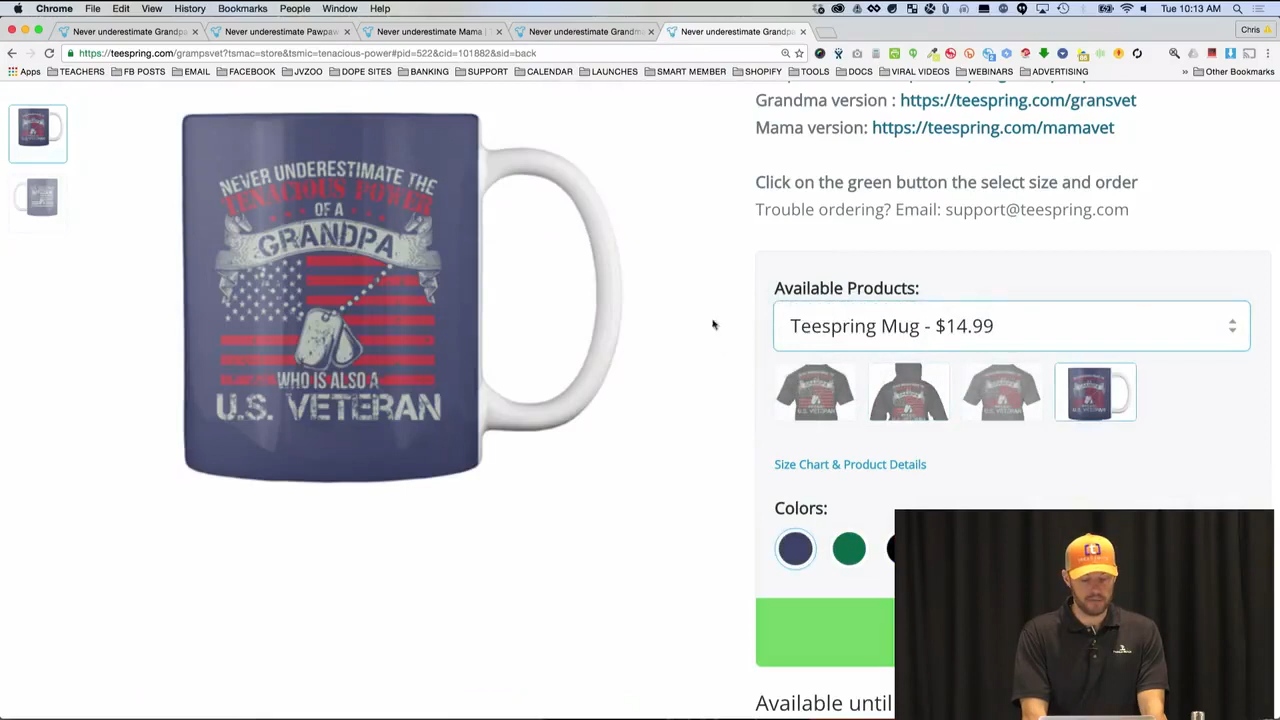 Chrome File Edit View History Bookmarks People Window Help Tue 10:13 AM
Never underestimate Grandpa Never underestimate Pawpaw Never underestimate Mama | T Never underestimate Grandm Never underestimate Grandpa Chris
https://teespring.com/grampsvet?tsmac=store&tsmic=tenacious-power#pid=522&cid=101882&sid=back
Apps TEACHERS FB POSTS EMAIL FACEBOOK JVZOO DOPE SITES BANKING SUPPORT CALENDAR LAUNCHES SMART MEMBER SHOPIFY TOOLS DOCS VIRAL VIDEOS WEBINARS ADVERTISING » Other Bookmarks
Grandma version : https://teespring.com/gransvet
Mama version: https://teespring.com/mamavet
Click on the green button the select size and order
Trouble ordering? Email: support@teespring.com
NEVER UNDERESTIMATE THE
TENACIOUS POWER
OF A
GRANDPA
WHO IS ALSO A
U.S. VETERAN
Available Products:
Teespring Mug - $14.99
Size Chart & Product Details
Colors:
Available until